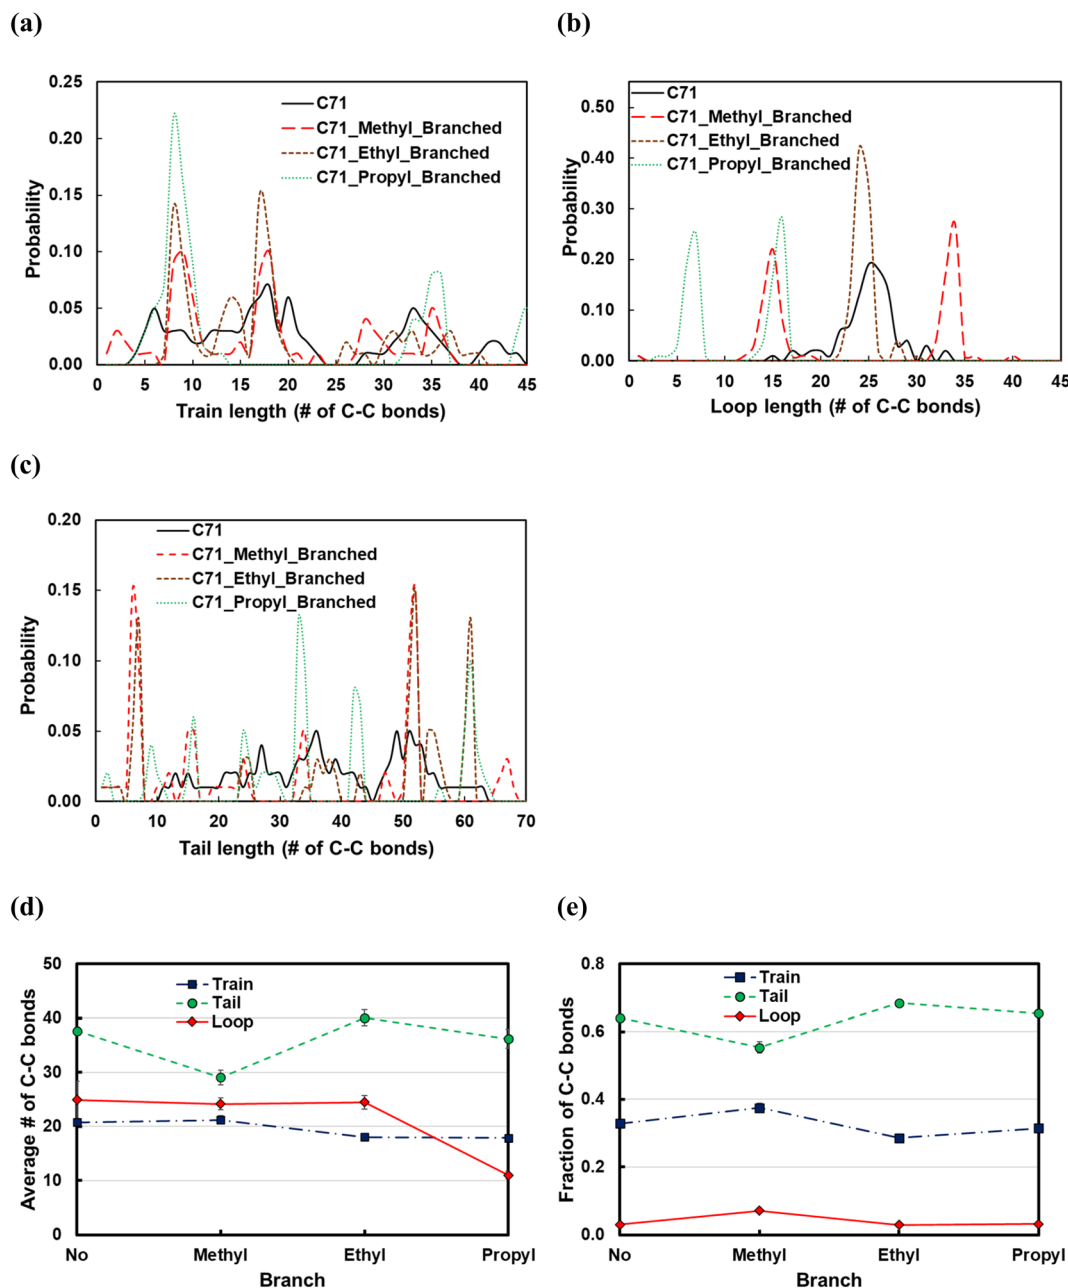 (a)
(b)
0.25
0.20
0.15
0.10
0.05
0.00
Probability
C71
C71_Methyl_Branched
C71_Ethyl_Branched
C71_Propyl_Branched
0 5 10 15 20 25 30 35 40 45
Train length (# of C-C bonds)
0.50
0.40
0.30
0.20
0.10
0.00
Probability
C71
C71_Methyl_Branched
C71_Ethyl_Branched
C71_Propyl_Branched
0 5 10 15 20 25 30 35 40 45
Loop length (# of C-C bonds)
(c)
0.20
0.15
0.10
0.05
0.00
Probability
C71
C71_Methyl_Branched
C71_Ethyl_Branched
C71_Propyl_Branched
0 10 20 30 40 50 60 70
Tail length (# of C-C bonds)
(d)
(e)
50
40
30
20
10
0
Average # of C-C bonds
Train
Tail
Loop
No Methyl Ethyl Propyl
Branch
0.8
0.6
0.4
0.2
0.0
Fraction of C-C bonds
Train
Tail
Loop
No Methyl Ethyl Propyl
Branch